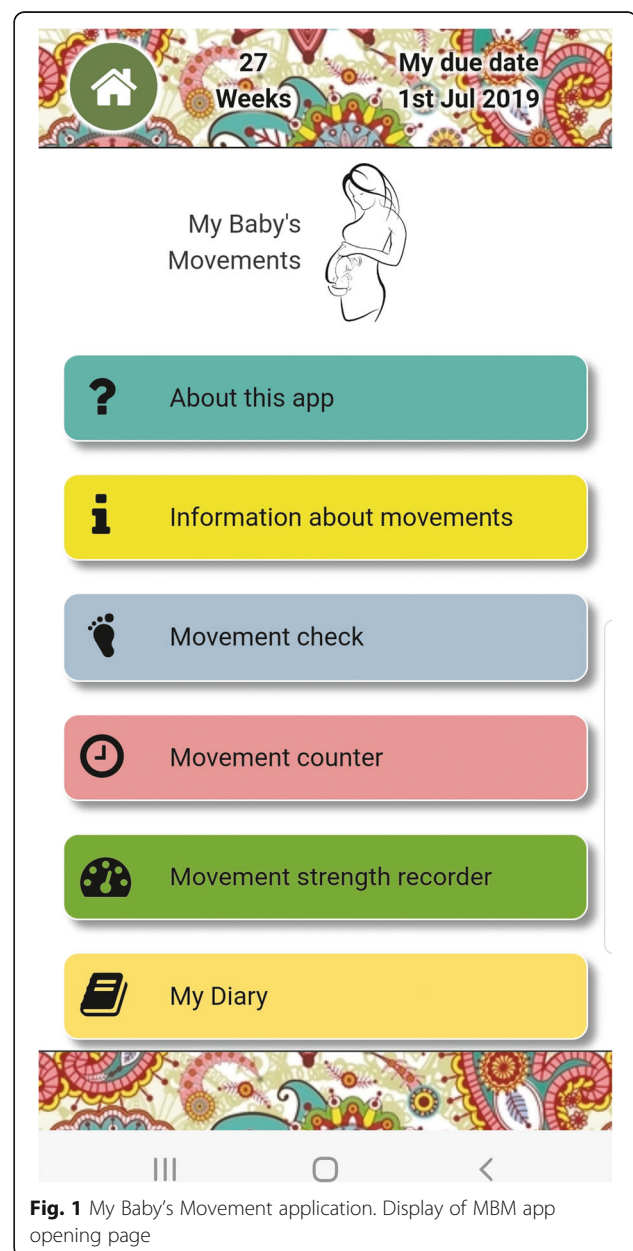 27
Weeks
My due date
1st Jul 2019
My Baby's
Movements
About this app
Information about movements
Movement check
Movement counter
Movement strength recorder
My Diary
Fig. 1 My Baby's Movement application. Display of MBM app
opening page